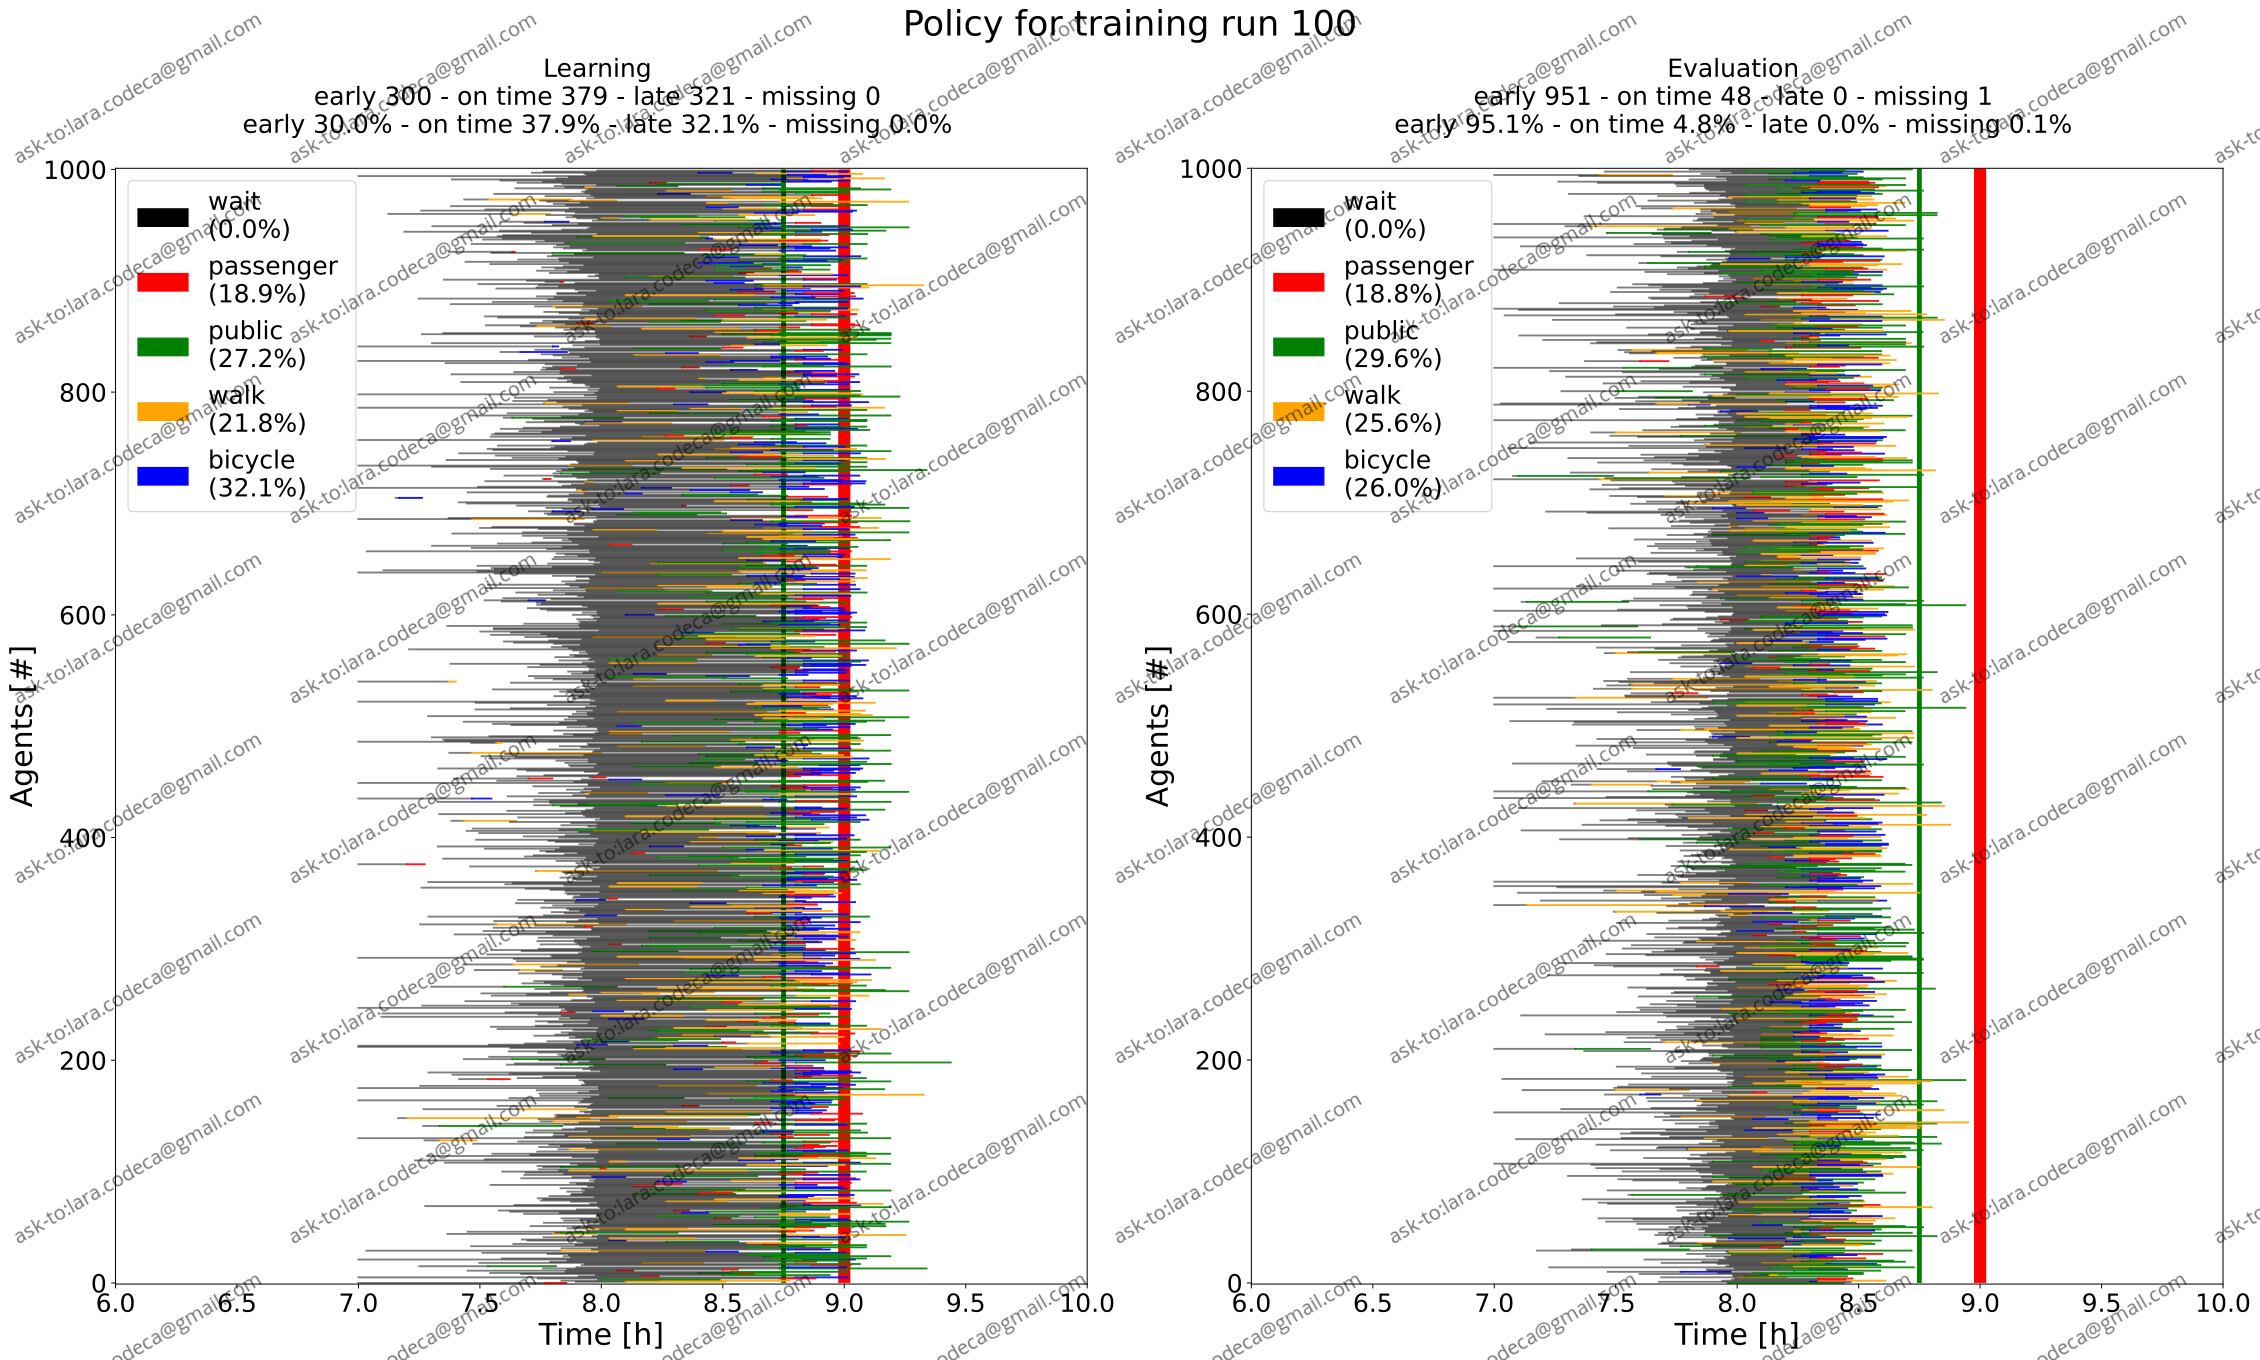 Policy for training run 100
Learning
early 300 - on time 379 - late 321 - missing 0
early 30.0% - on time 37.9% - late 32.1% - missing 0.0%
1000
800
600
400
200
0
Agents [#]
wait
(0.0%)
passenger
(18.9%)
public
(27.2%)
walk
(21.8%)
bicycle
(32.1%)
6.0 6.5 7.0 7.5 8.0 8.5 9.0 9.5 10.0
Time [h]
Evaluation
early 951 - on time 48 - late 0 - missing 1
early 95.1% - on time 4.8% - late 0.0% - missing 0.1%
1000
800
600
400
200
0
Agents [#]
wait
(0.0%)
passenger
(18.8%)
public
(29.6%)
walk
(25.6%)
bicycle
(26.0%)
6.0 6.5 7.0 7.5 8.0 8.5 9.0 9.5 10.0
Time [h]
ask-to:lara.codeca@gmail.com